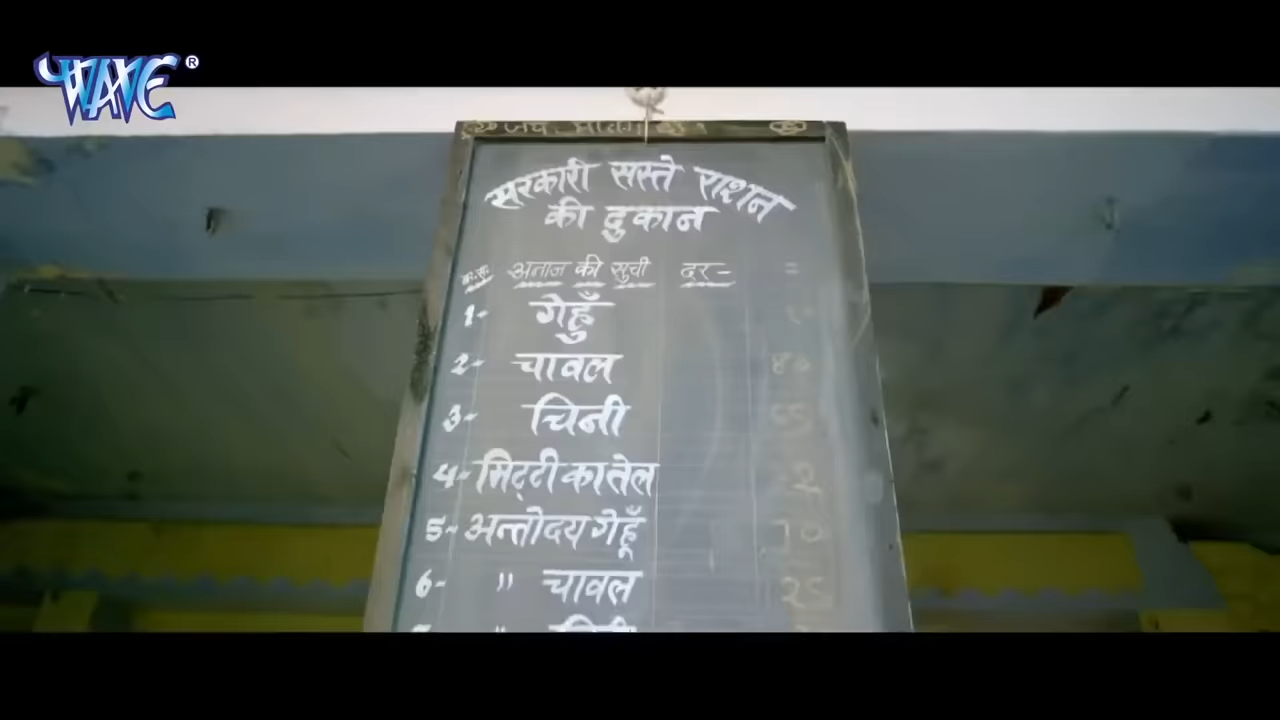 WAVE ®
सरकारी सस्ते राशन
की दुकान
क्र.सं. अनाज की सुची दर-
1- गेहूँ
2- चावल
3- चिनी
4- मिट्टी का तेल
5- अन्तोदय गेहूँ
6- " चावल